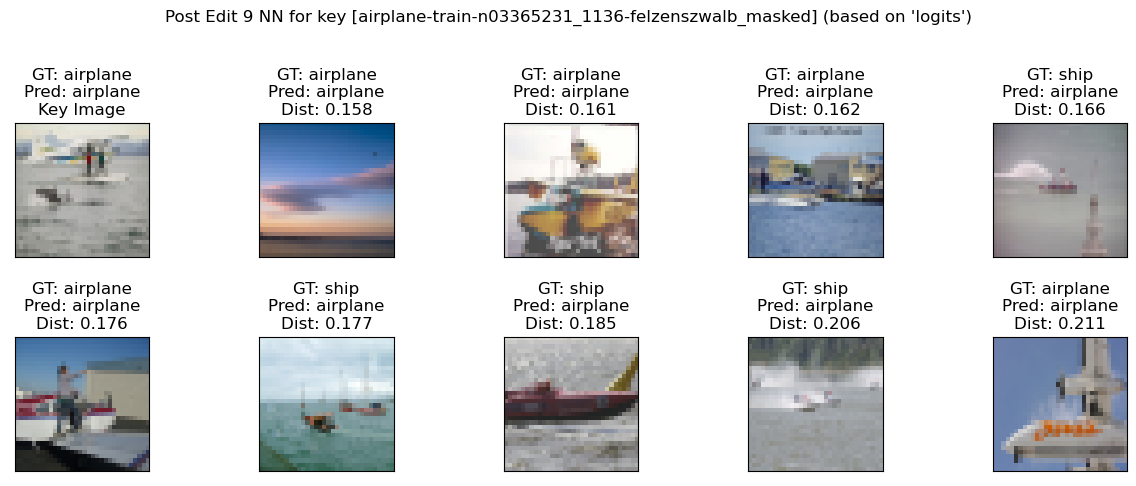 Post Edit 9 NN for key [airplane-train-n03365231_1136-felzenszwalb_masked] (based on 'logits')
GT: airplane
Pred: airplane
Key Image
GT: airplane
Pred: airplane
Dist: 0.158
GT: airplane
Pred: airplane
Dist: 0.161
GT: airplane
Pred: airplane
Dist: 0.162
GT: ship
Pred: airplane
Dist: 0.166
GT: airplane
Pred: airplane
Dist: 0.176
GT: ship
Pred: airplane
Dist: 0.177
GT: ship
Pred: airplane
Dist: 0.185
GT: ship
Pred: airplane
Dist: 0.206
GT: airplane
Pred: airplane
Dist: 0.211